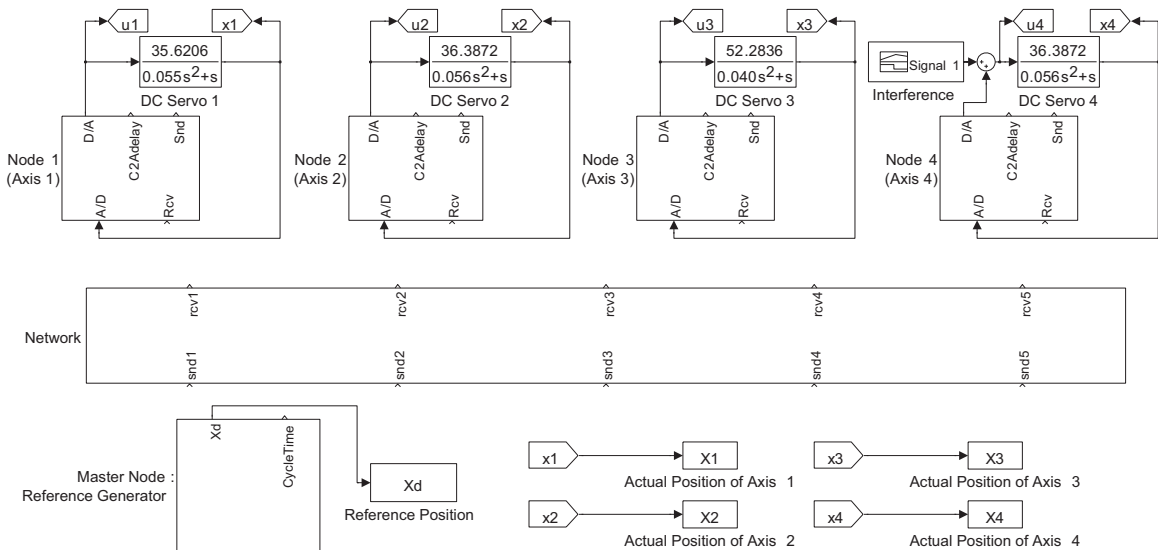 u1
x1
u2
x2
u3
x3
u4
x4
35.6206
0.055s²+s
DC Servo 1
36.3872
0.056s²+s
DC Servo 2
52.2836
0.040s²+s
DC Servo 3
Signal 1
Interference
36.3872
0.056s²+s
DC Servo 4
Node 1
(Axis 1)
D/A
C2Adelay
Snd
A/D
Rcv
Node 2
(Axis 2)
D/A
C2Adelay
Snd
A/D
Rcv
Node 3
(Axis 3)
D/A
C2Adelay
Snd
A/D
Rcv
Node 4
(Axis 4)
D/A
C2Adelay
Snd
A/D
Rcv
Network
rcv1
rcv2
rcv3
rcv4
rcv5
snd1
snd2
snd3
snd4
snd5
Master Node :
Reference Generator
Xd
CycleTime
Xd
Reference Position
x1
X1
Actual Position of Axis 1
x3
X3
Actual Position of Axis 3
x2
X2
Actual Position of Axis 2
x4
X4
Actual Position of Axis 4